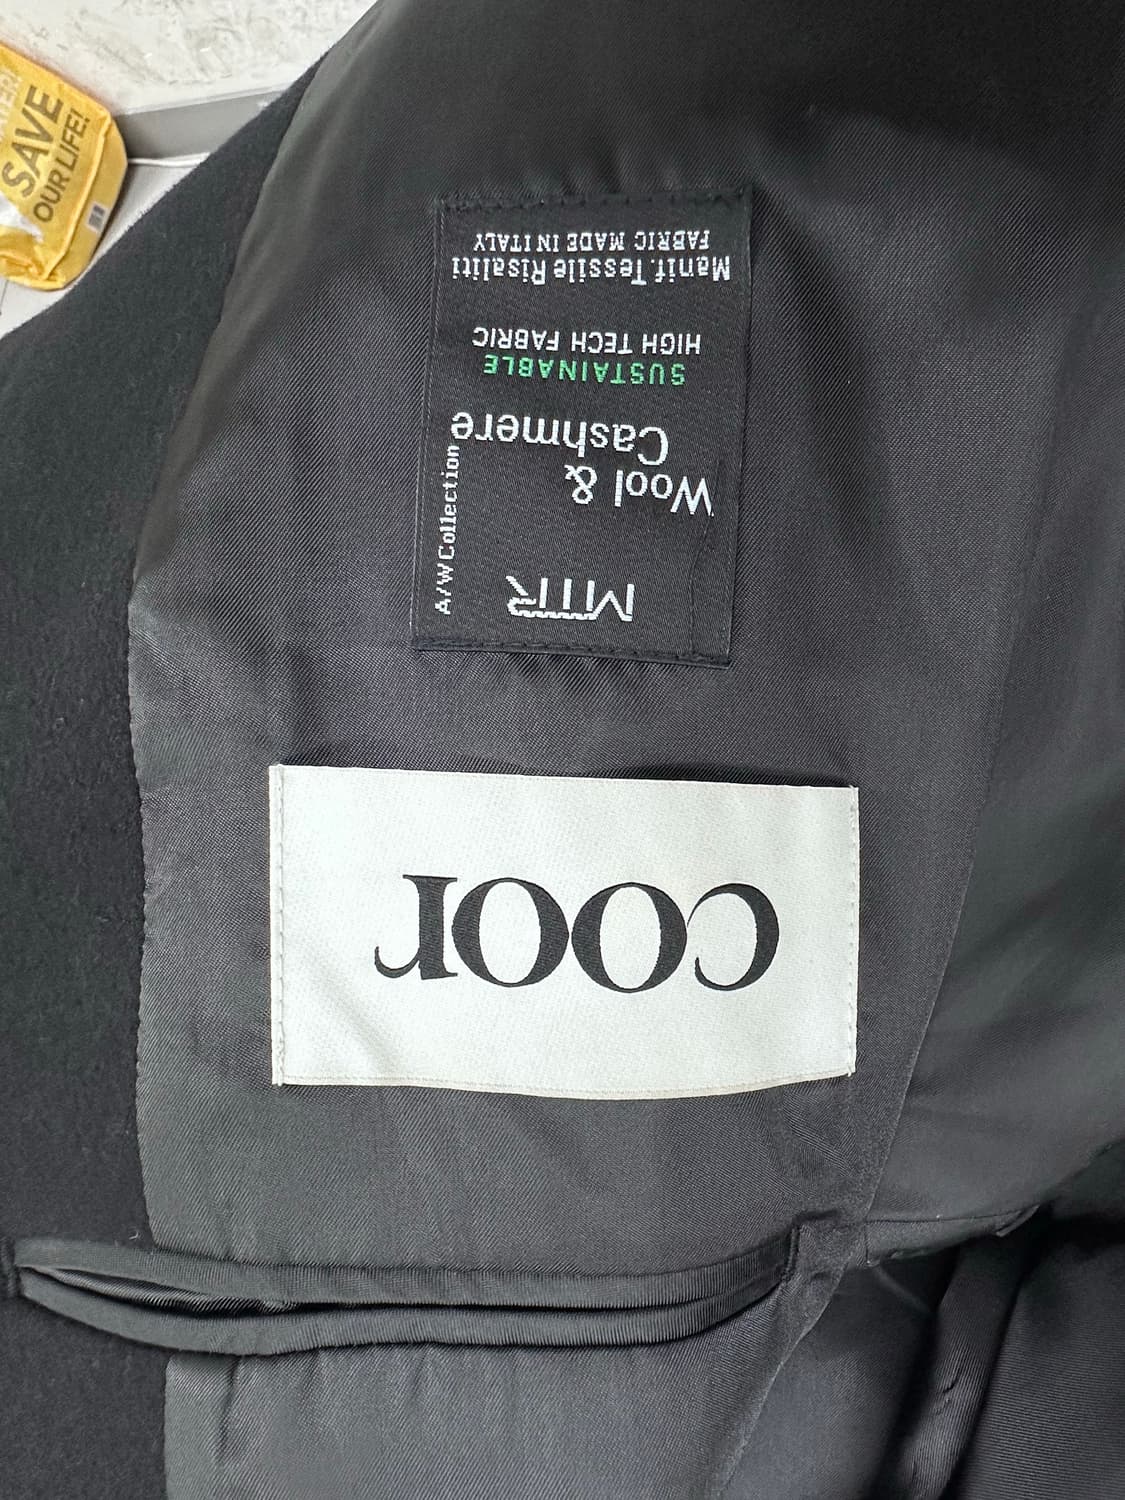 SAVE
OUR LIFE!
coor
MTR
A/W Collection
Wool &
Cashmere
SUSTAINABLE
HIGH TECH FABRIC
Manif.Tessile Risaliti
FABRIC MADE IN ITALY